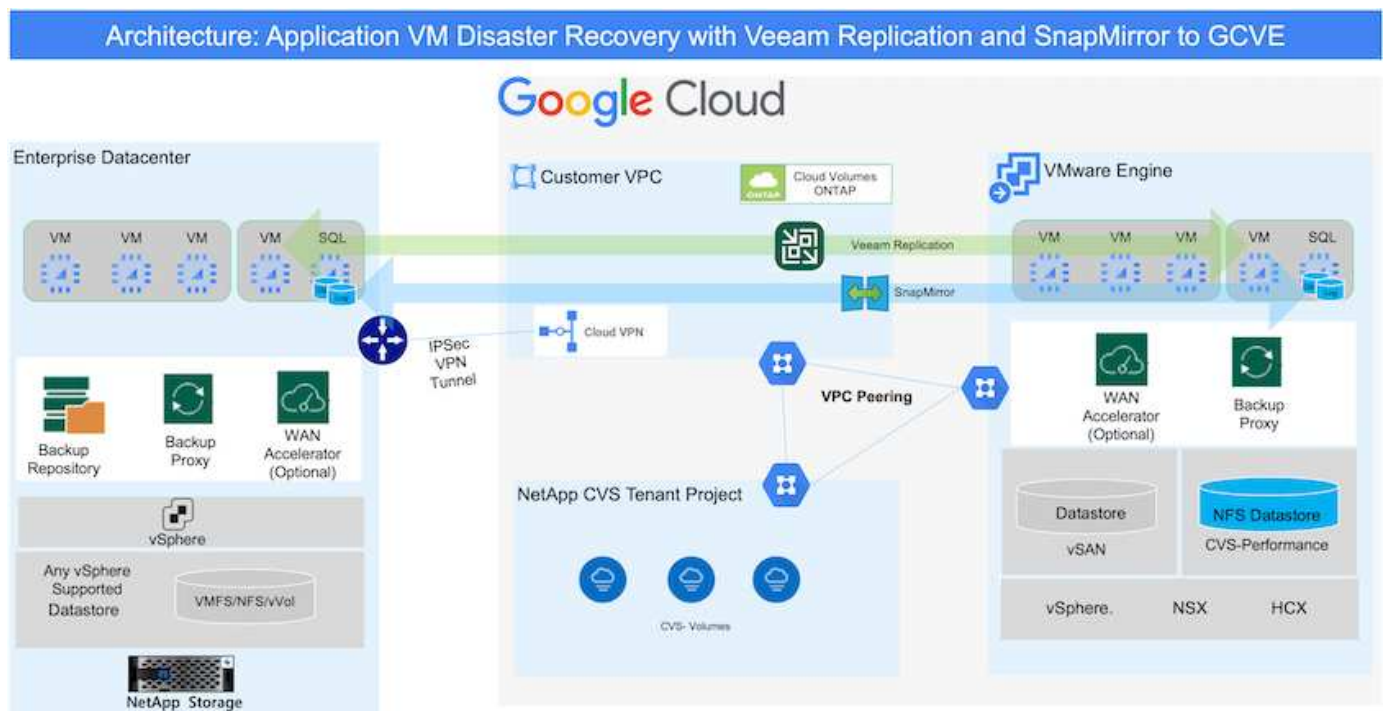 Architecture: Application VM Disaster Recovery with Veeam Replication and SnapMirror to GCVE
Google Cloud
Enterprise Datacenter
VM
VM
VM
VM
SQL
IPSec
VPN
Tunnel
Backup
Repository
Backup
Proxy
WAN
Accelerator
(Optional)
vSphere
Any vSphere
Supported
Datastore
VMFS/NFS/vVol
NetApp Storage
Customer VPC
ONTAP
Cloud Volumes
ONTAP
Veeam Replication
SnapMirror
Cloud VPN
VPC Peering
NetApp CVS Tenant Project
CVS- Volumes
VMware Engine
VM
VM
VM
VM
SQL
WAN
Accelerator
(Optional)
Backup
Proxy
Datastore
vSAN
NFS Datastore
CVS-Performance
vSphere.
NSX
HCX